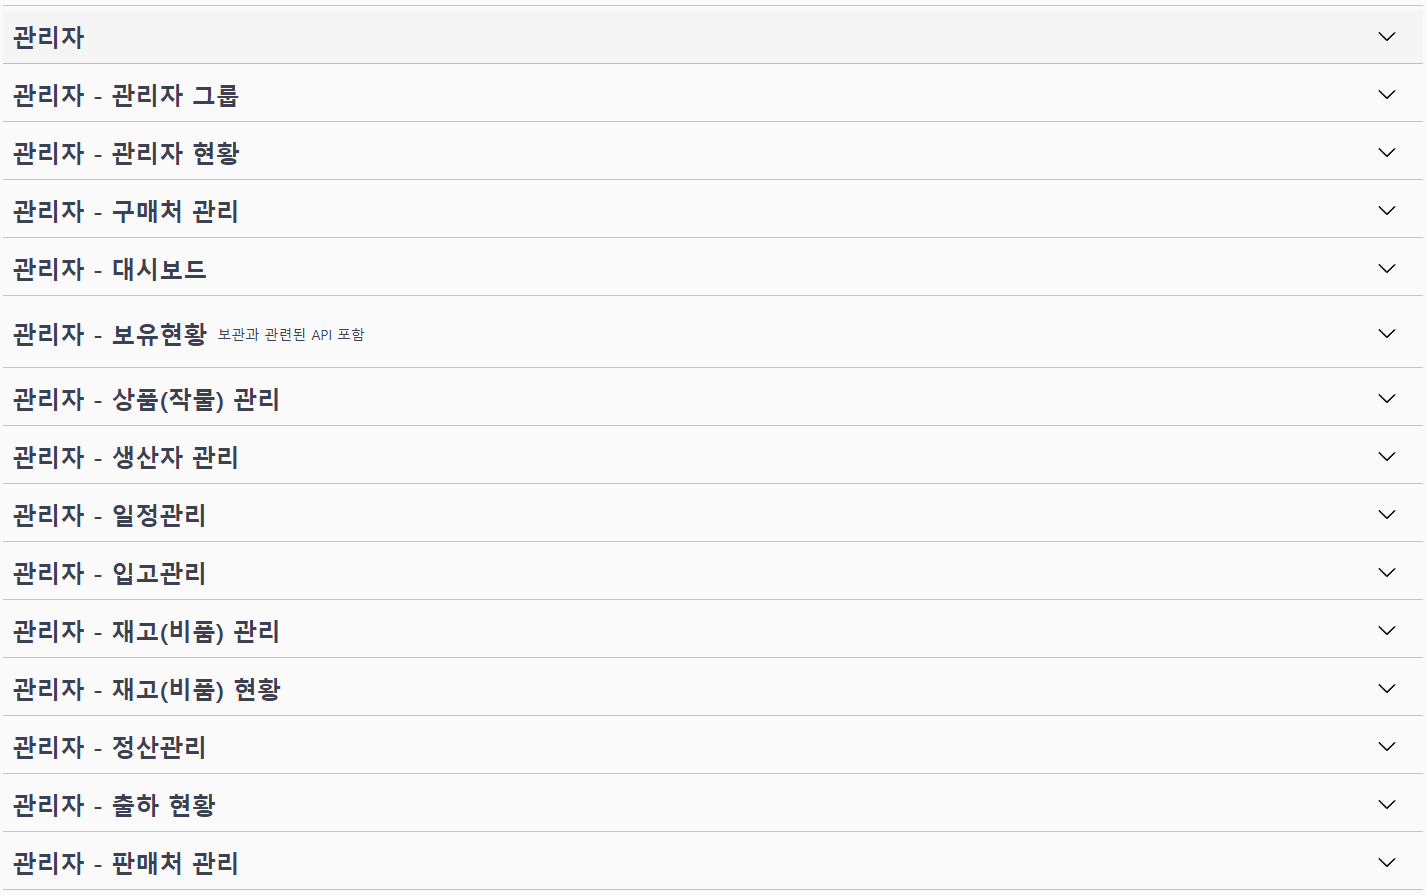 관리자
관리자 - 관리자 그룹
관리자 - 관리자 현황
관리자 - 구매처 관리
관리자 - 대시보드
관리자 - 보유현황 보관과 관련된 API 포함
관리자 - 상품(작물) 관리
관리자 - 생산자 관리
관리자 - 일정관리
관리자 - 입고관리
관리자 - 재고(비품) 관리
관리자 - 재고(비품) 현황
관리자 - 정산관리
관리자 - 출하 현황
관리자 - 판매처 관리